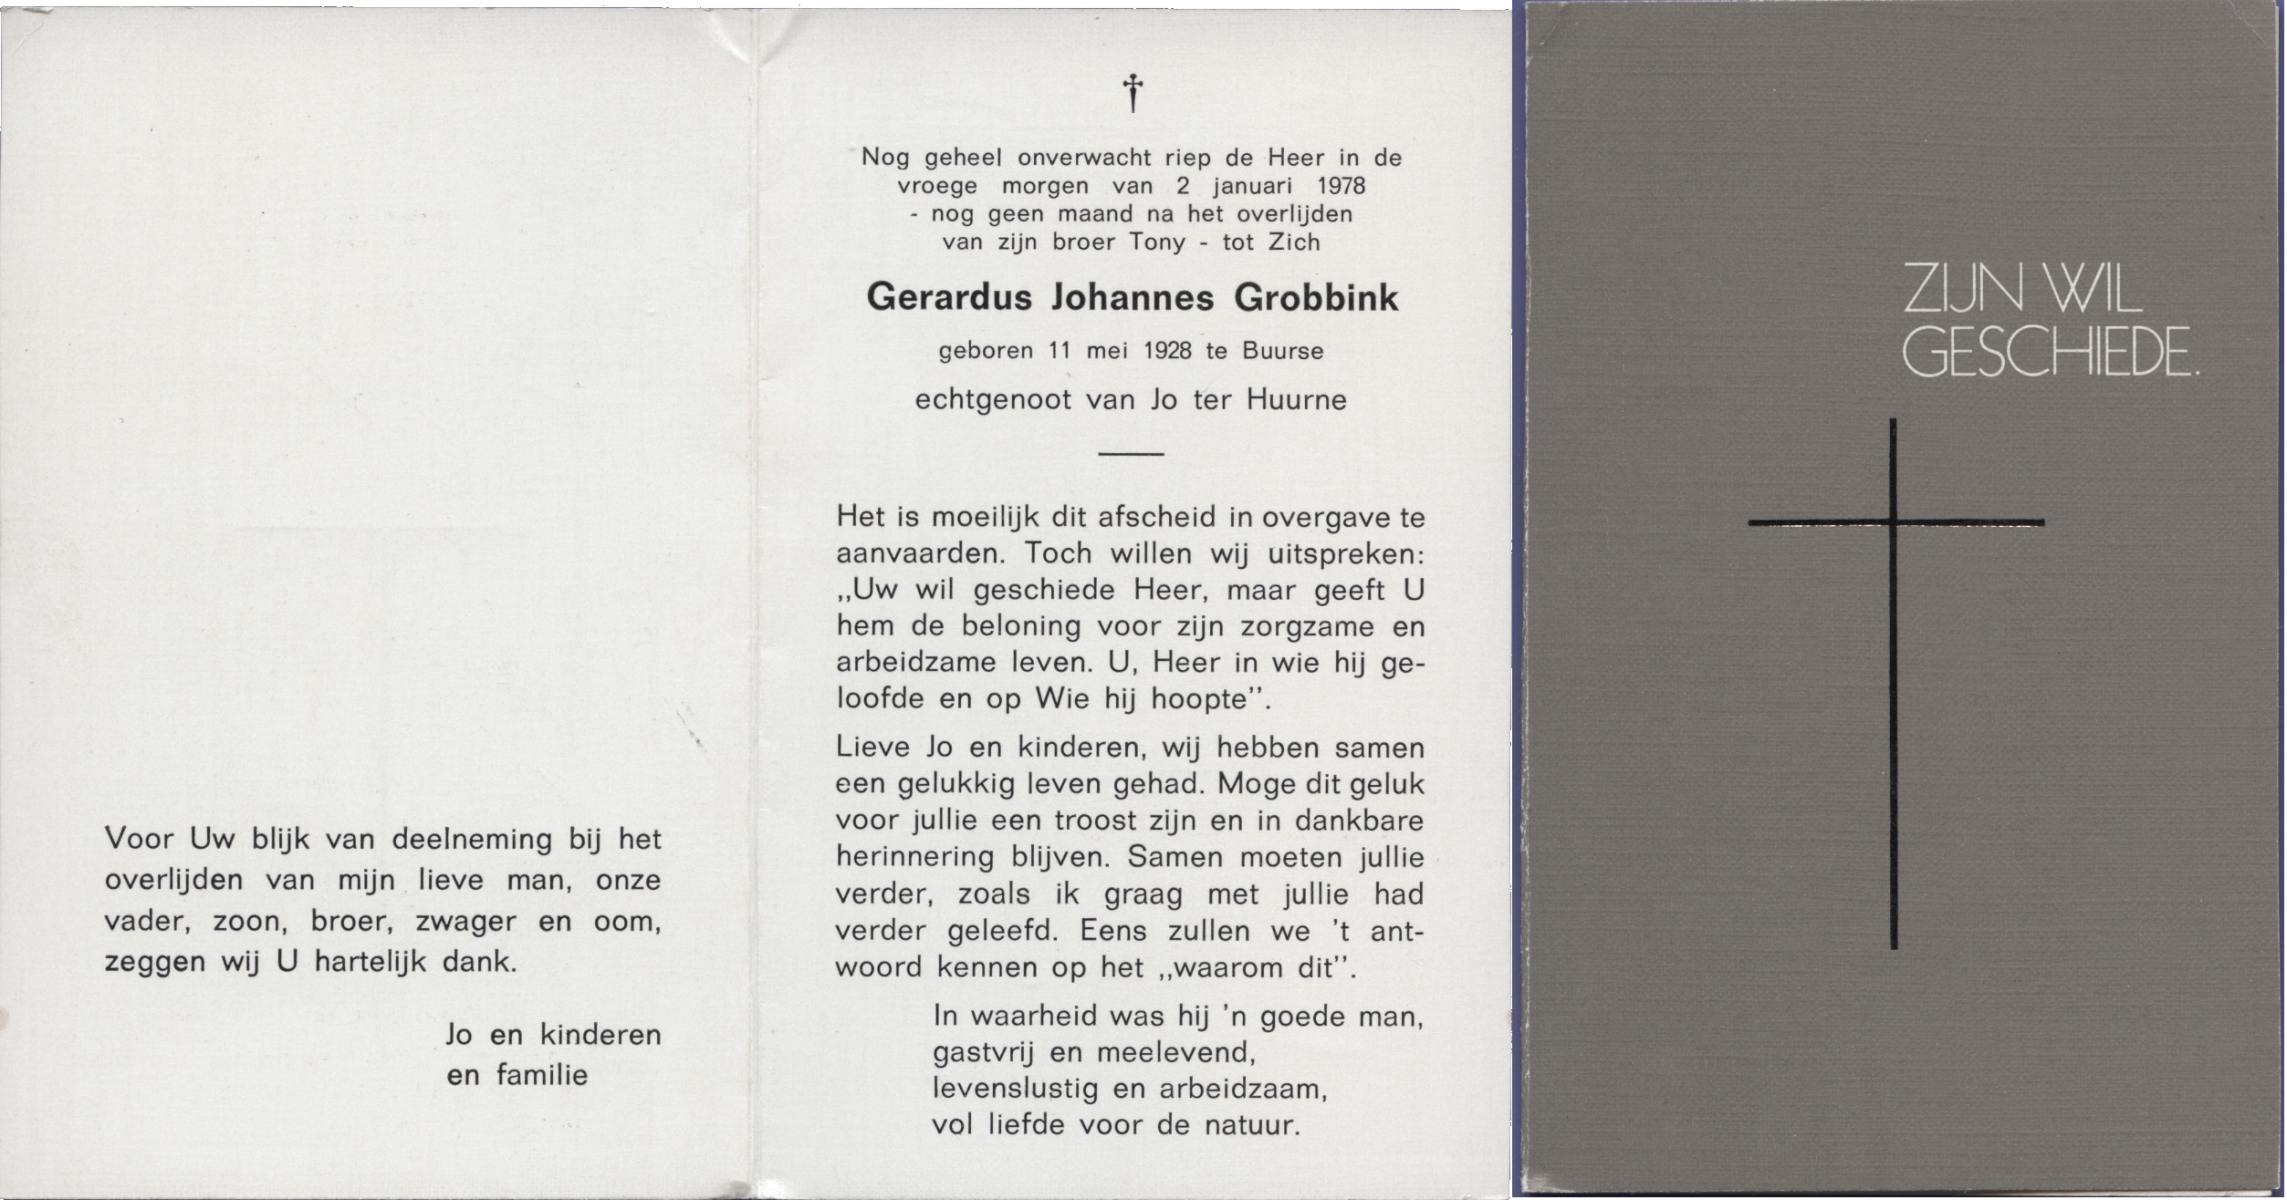 Voor Uw blijk van deelneming bij het
overlijden van mijn lieve man, onze
vader, zoon, broer, zwager en oom,
zeggen wij U hartelijk dank.
Jo en kinderen
en familie
Nog geheel onverwacht riep de Heer in de
vroege morgen van 2 januari 1978
- nog geen maand na het overlijden
van zijn broer Tony - tot Zich
Gerardus Johannes Grobbink
geboren 11 mei 1928 te Buurse
echtgenoot van Jo ter Huurne
Het is moeilijk dit afscheid in overgave te
aanvaarden. Toch willen wij uitspreken:
,,Uw wil geschiede Heer, maar geeft U
hem de beloning voor zijn zorgzame en
arbeidzame leven. U, Heer in wie hij ge-
loofde en op Wie hij hoopte''.
Lieve Jo en kinderen, wij hebben samen
een gelukkig leven gehad. Moge dit geluk
voor jullie een troost zijn en in dankbare
herinnering blijven. Samen moeten jullie
verder, zoals ik graag met jullie had
verder geleefd. Eens zullen we 't ant-
woord kennen op het ,,waarom dit''.
In waarheid was hij 'n goede man,
gastvrij en meelevend,
levenslustig en arbeidzaam,
vol liefde voor de natuur.
ZIJN WIL
GESCHIEDE.